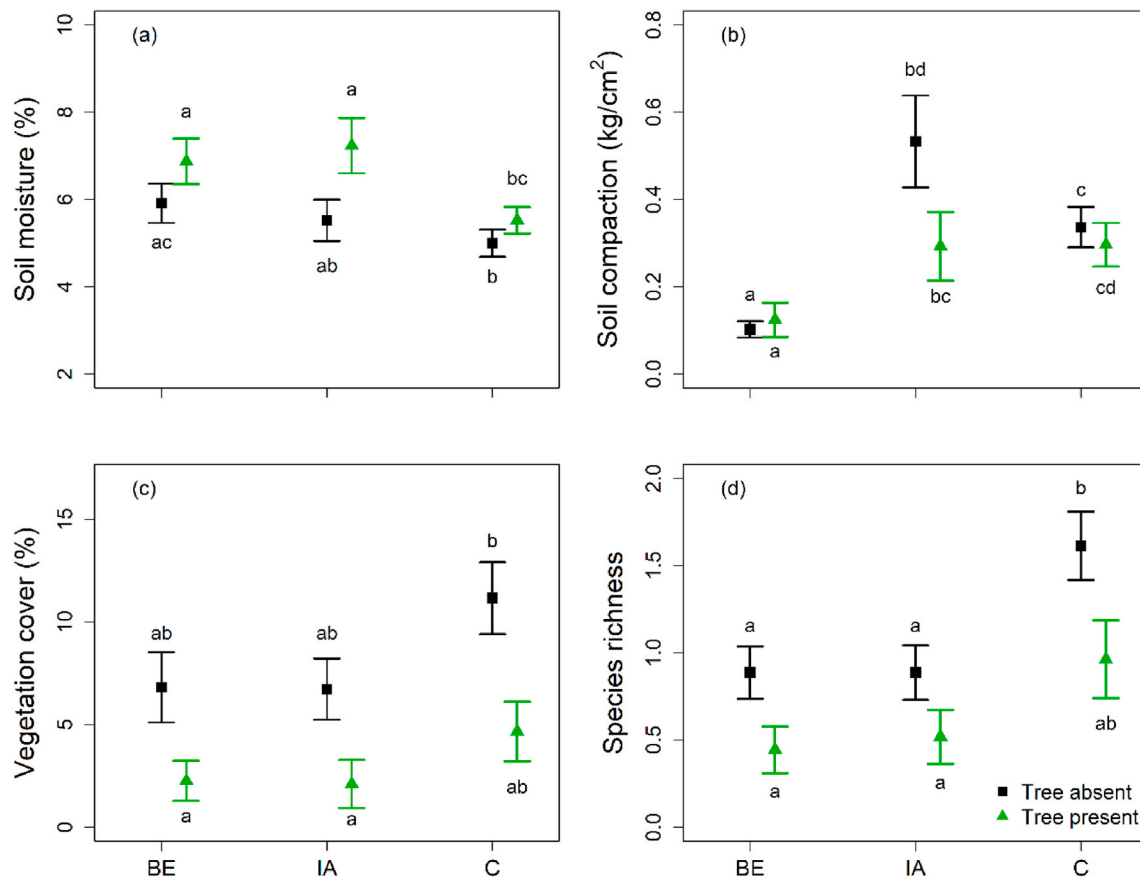 (a)
Soil moisture (%)
10
8
6
4
2
a
a
bc
ac
ab
b
(b)
Soil compaction (kg/cm²)
0.8
0.6
0.4
0.2
0.0
bd
c
a
bc
cd
a
(c)
Vegetation cover (%)
15
10
5
0
b
ab
ab
ab
a
a
BE
IA
C
(d)
Species richness
2.0
1.5
1.0
0.5
0.0
b
a
a
ab
a
a
Tree absent
Tree present
BE
IA
C